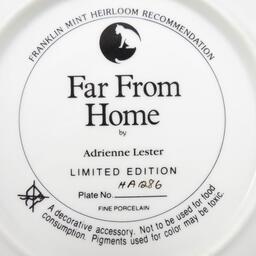 FRANKLIN MINT HEIRLOOM RECOMMENDATION
Far From
Home
by
Adrienne Lester
LIMITED EDITION
Plate No. HA1286
FINE PORCELAIN
A decorative accessory. Not to be used for food
consumption. Pigments used for color may be toxic.